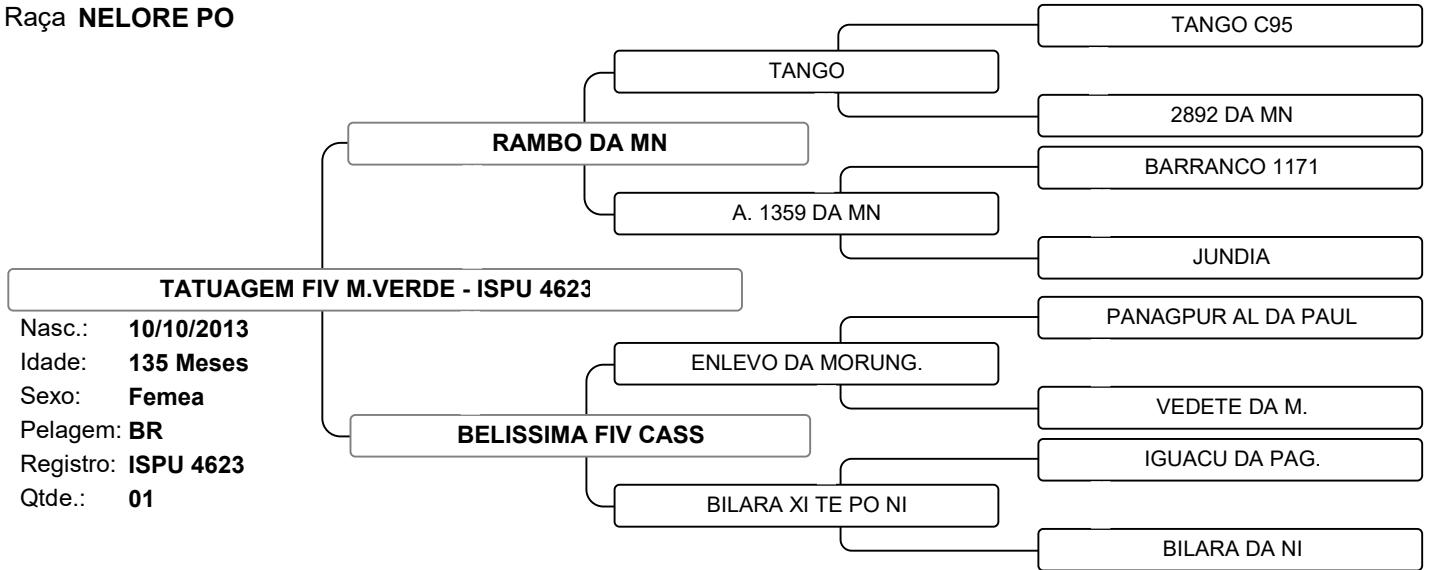 Raça NELORE PO
TANGO C95
TANGO
2892 DA MN
RAMBO DA MN
BARRANCO 1171
A. 1359 DA MN
JUNDIA
TATUAGEM FIV M.VERDE - ISPU 4623
PANAGPUR AL DA PAUL
Nasc.: 10/10/2013
Idade: 135 Meses
ENLEVO DA MORUNG.
Sexo: Femea
VEDETE DA M.
Pelagem: BR
BELISSIMA FIV CASS
IGUACU DA PAG.
Registro: ISPU 4623
Qtde.: 01
BILARA XI TE PO NI
BILARA DA NI